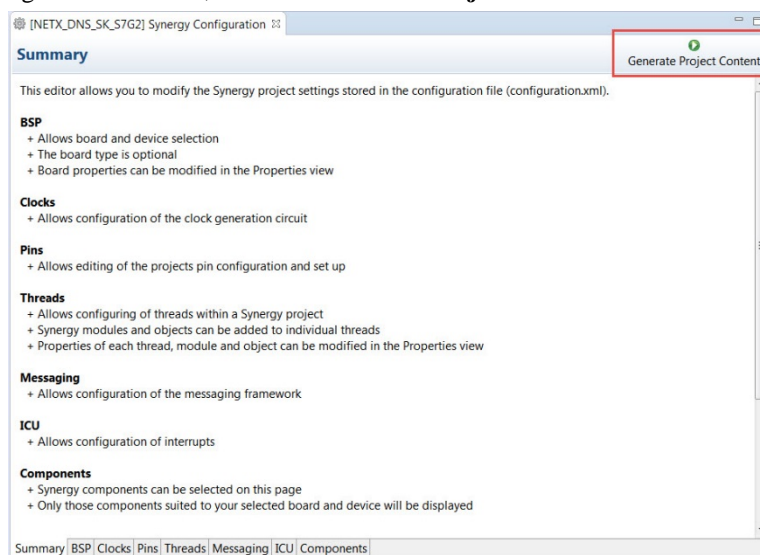 [NETX_DNS_SK_S7G2] Synergy Configuration
Summary
Generate Project Content
This editor allows you to modify the Synergy project settings stored in the configuration file (configuration.xml).
BSP
+ Allows board and device selection
+ The board type is optional
+ Board properties can be modified in the Properties view
Clocks
+ Allows configuration of the clock generation circuit
Pins
+ Allows editing of the projects pin configuration and set up
Threads
+ Allows configuring of threads within a Synergy project
+ Synergy modules and objects can be added to individual threads
+ Properties of each thread, module and object can be modified in the Properties view
Messaging
+ Allows configuration of the messaging framework
ICU
+ Allows configuration of interrupts
Components
+ Synergy components can be selected on this page
+ Only those components suited to your selected board and device will be displayed
Summary BSP Clocks Pins Threads Messaging ICU Components